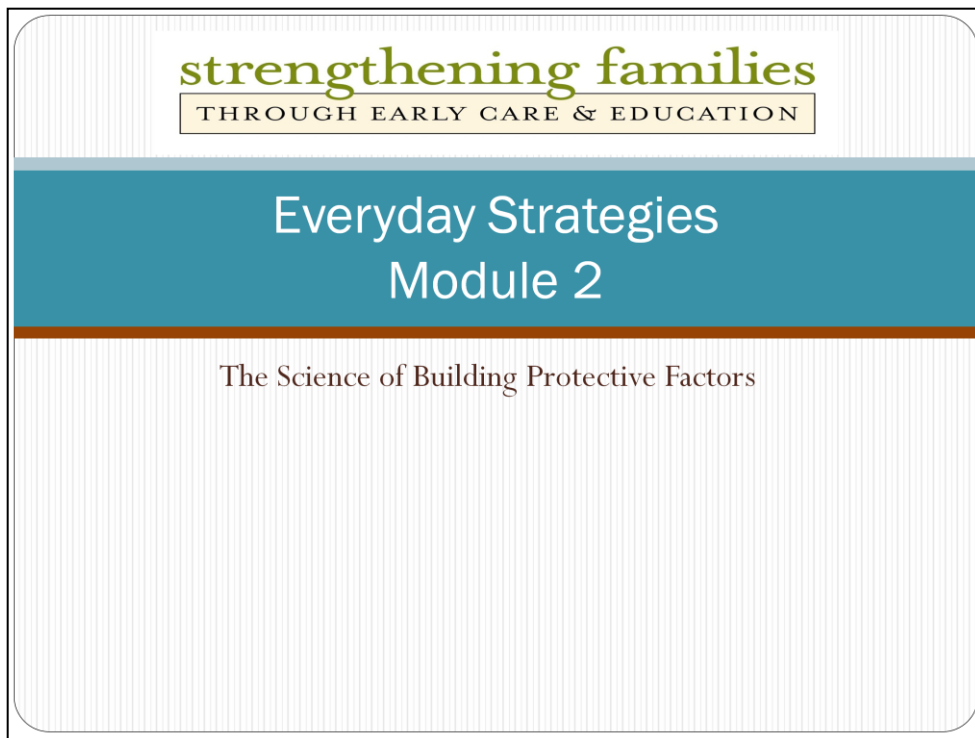 strengthening families
THROUGH EARLY CARE & EDUCATION
Everyday Strategies
Module 2
The Science of Building Protective Factors